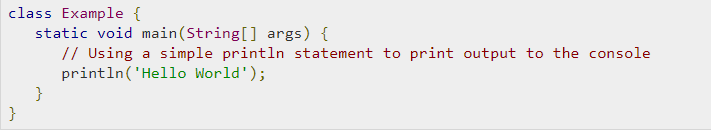 class Example {
   static void main(String[] args) {
      // Using a simple println statement to print output to the console
      println('Hello World');
   }
}